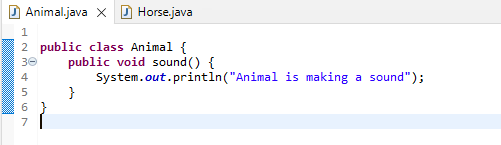 Animal.java Horse.java
1
2 public class Animal {
3 public void sound() {
4 System.out.println("Animal is making a sound");
5 }
6 }
7